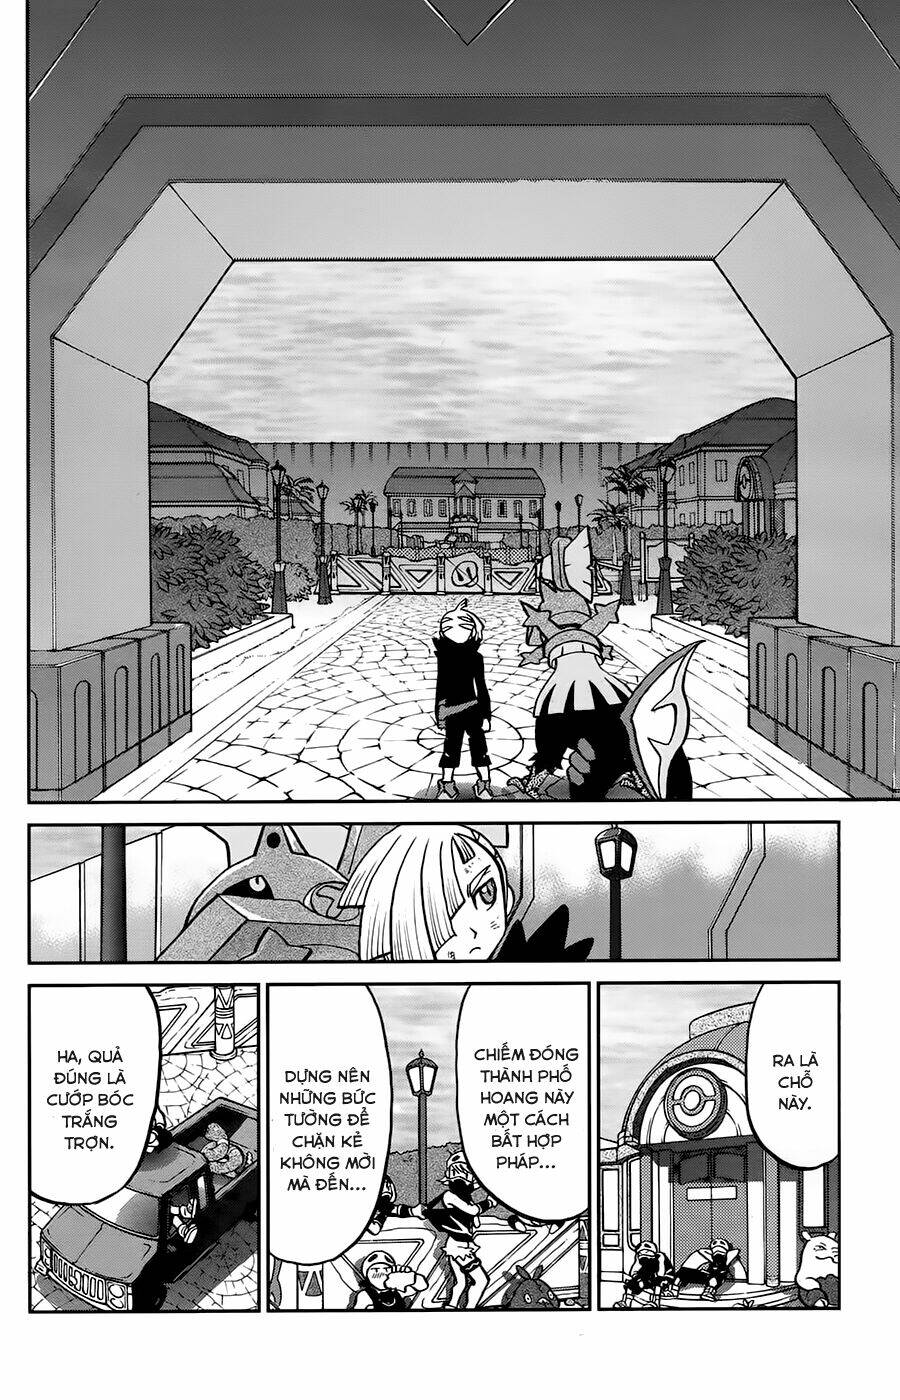 RA LÀ
CHỖ
NÀY.
CHIẾM ĐÓNG
THÀNH PHỐ
HOANG NÀY
MỘT CÁCH
BẤT HỢP
PHÁP...
DỰNG NÊN
NHỮNG BỨC
TƯỜNG ĐỂ
CHẶN KẺ
KHÔNG MỜI
MÀ ĐẾN...
HA, QUẢ
ĐÚNG LÀ
CƯỚP BÓC
TRẮNG
TRỢN.